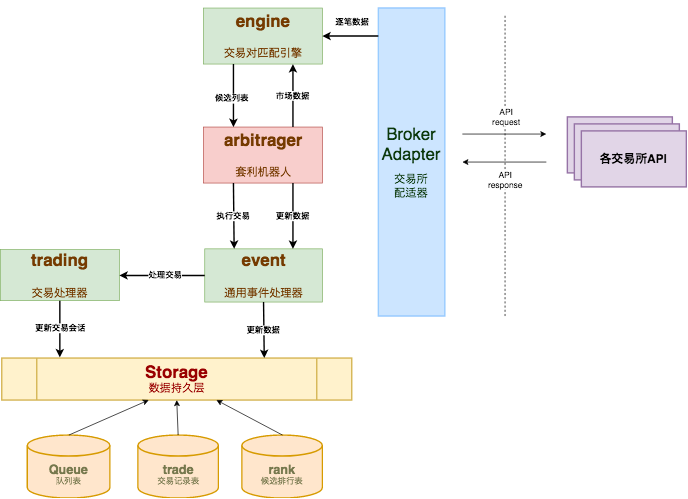 engine
交易对匹配引擎
逐笔数据
候选列表
市场数据
arbitrager
套利机器人
Broker
Adapter
交易所
配适器
API
request
API
response
各交易所API
执行交易
更新数据
trading
交易处理器
处理交易
event
通用事件处理器
更新交易会话
更新数据
Storage
数据持久层
Queue
队列表
trade
交易记录表
rank
候选排行表